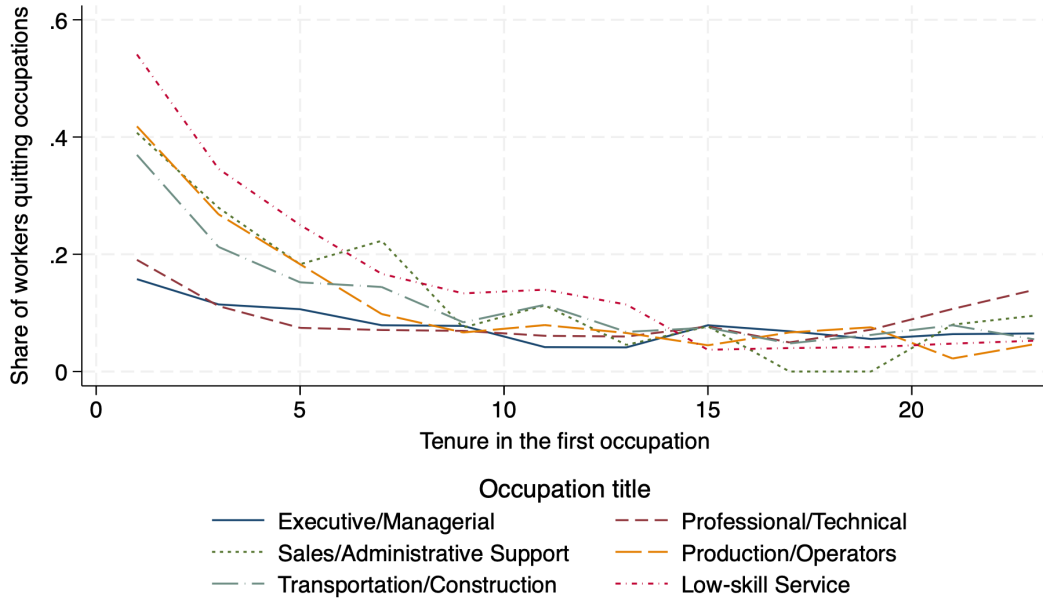 Share of workers quitting occupations
.6
.4
.2
0
0 5 10 15 20
Tenure in the first occupation
Occupation title
Executive/Managerial Professional/Technical
Sales/Administrative Support Production/Operators
Transportation/Construction Low-skill Service